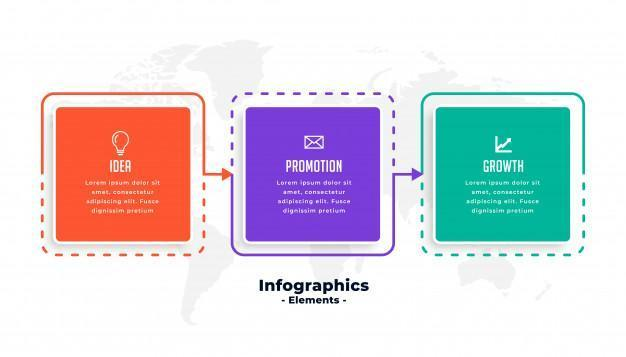 IDEA
Lorem ipsum dolor sit
amet, consectetur
adipiscing elit. Fusce
dignissim pretium
PROMOTION
Lorem ipsum dolor sit
amet, consectetur
adipiscing elit. Fusce
dignissim pretium
GROWTH
Lorem ipsum dolor sit
amet, consectetur
adipiscing elit. Fusce
dignissim pretium
Infographics
- Elements -